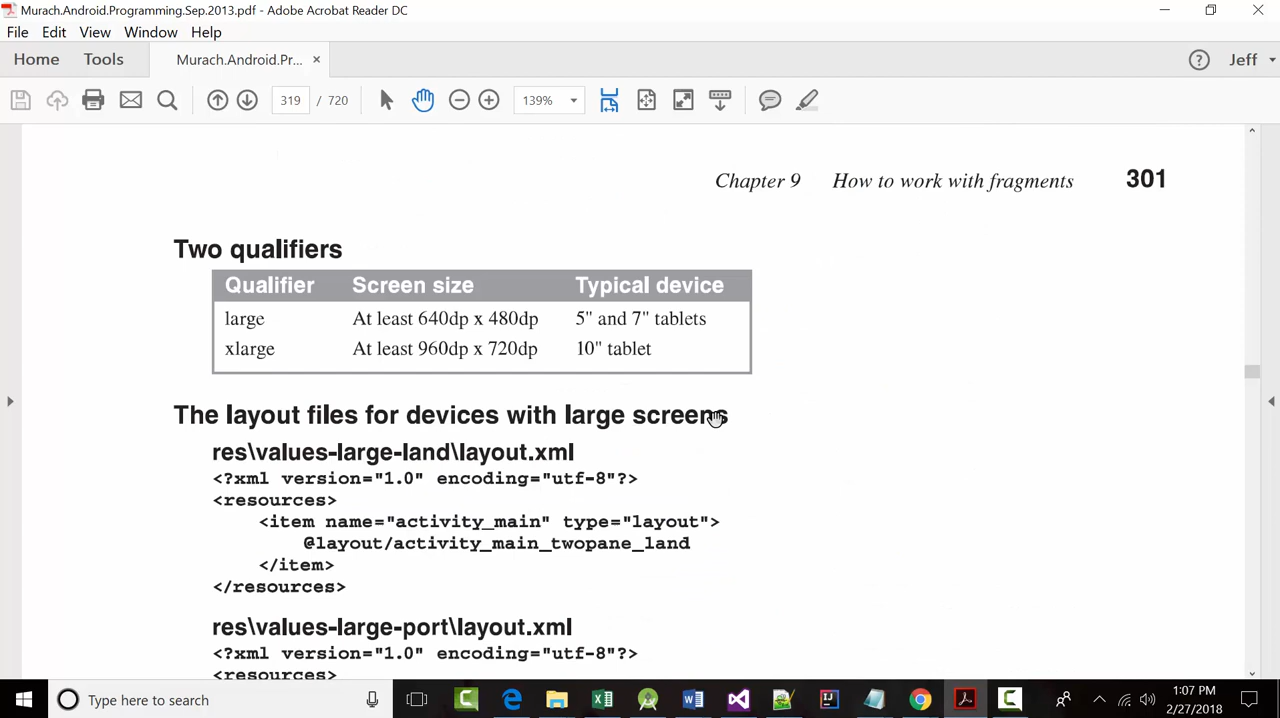 Murach.Android.Programming.Sep.2013.pdf - Adobe Acrobat Reader DC
File Edit View Window Help
Home Tools Murach.Android.Pr... × ? Jeff
319 / 720 139%
Chapter 9 How to work with fragments 301
Two qualifiers
Qualifier Screen size Typical device
large At least 640dp x 480dp 5" and 7" tablets
xlarge At least 960dp x 720dp 10" tablet
The layout files for devices with large screens
res\values-large-land\layout.xml
<?xml version="1.0" encoding="utf-8"?>
<resources>
<item name="activity_main" type="layout">
@layout/activity_main_twopane_land
</item>
</resources>
res\values-large-port\layout.xml
<?xml version="1.0" encoding="utf-8"?>
<resources>
Type here to search
1:07 PM
2/27/2018